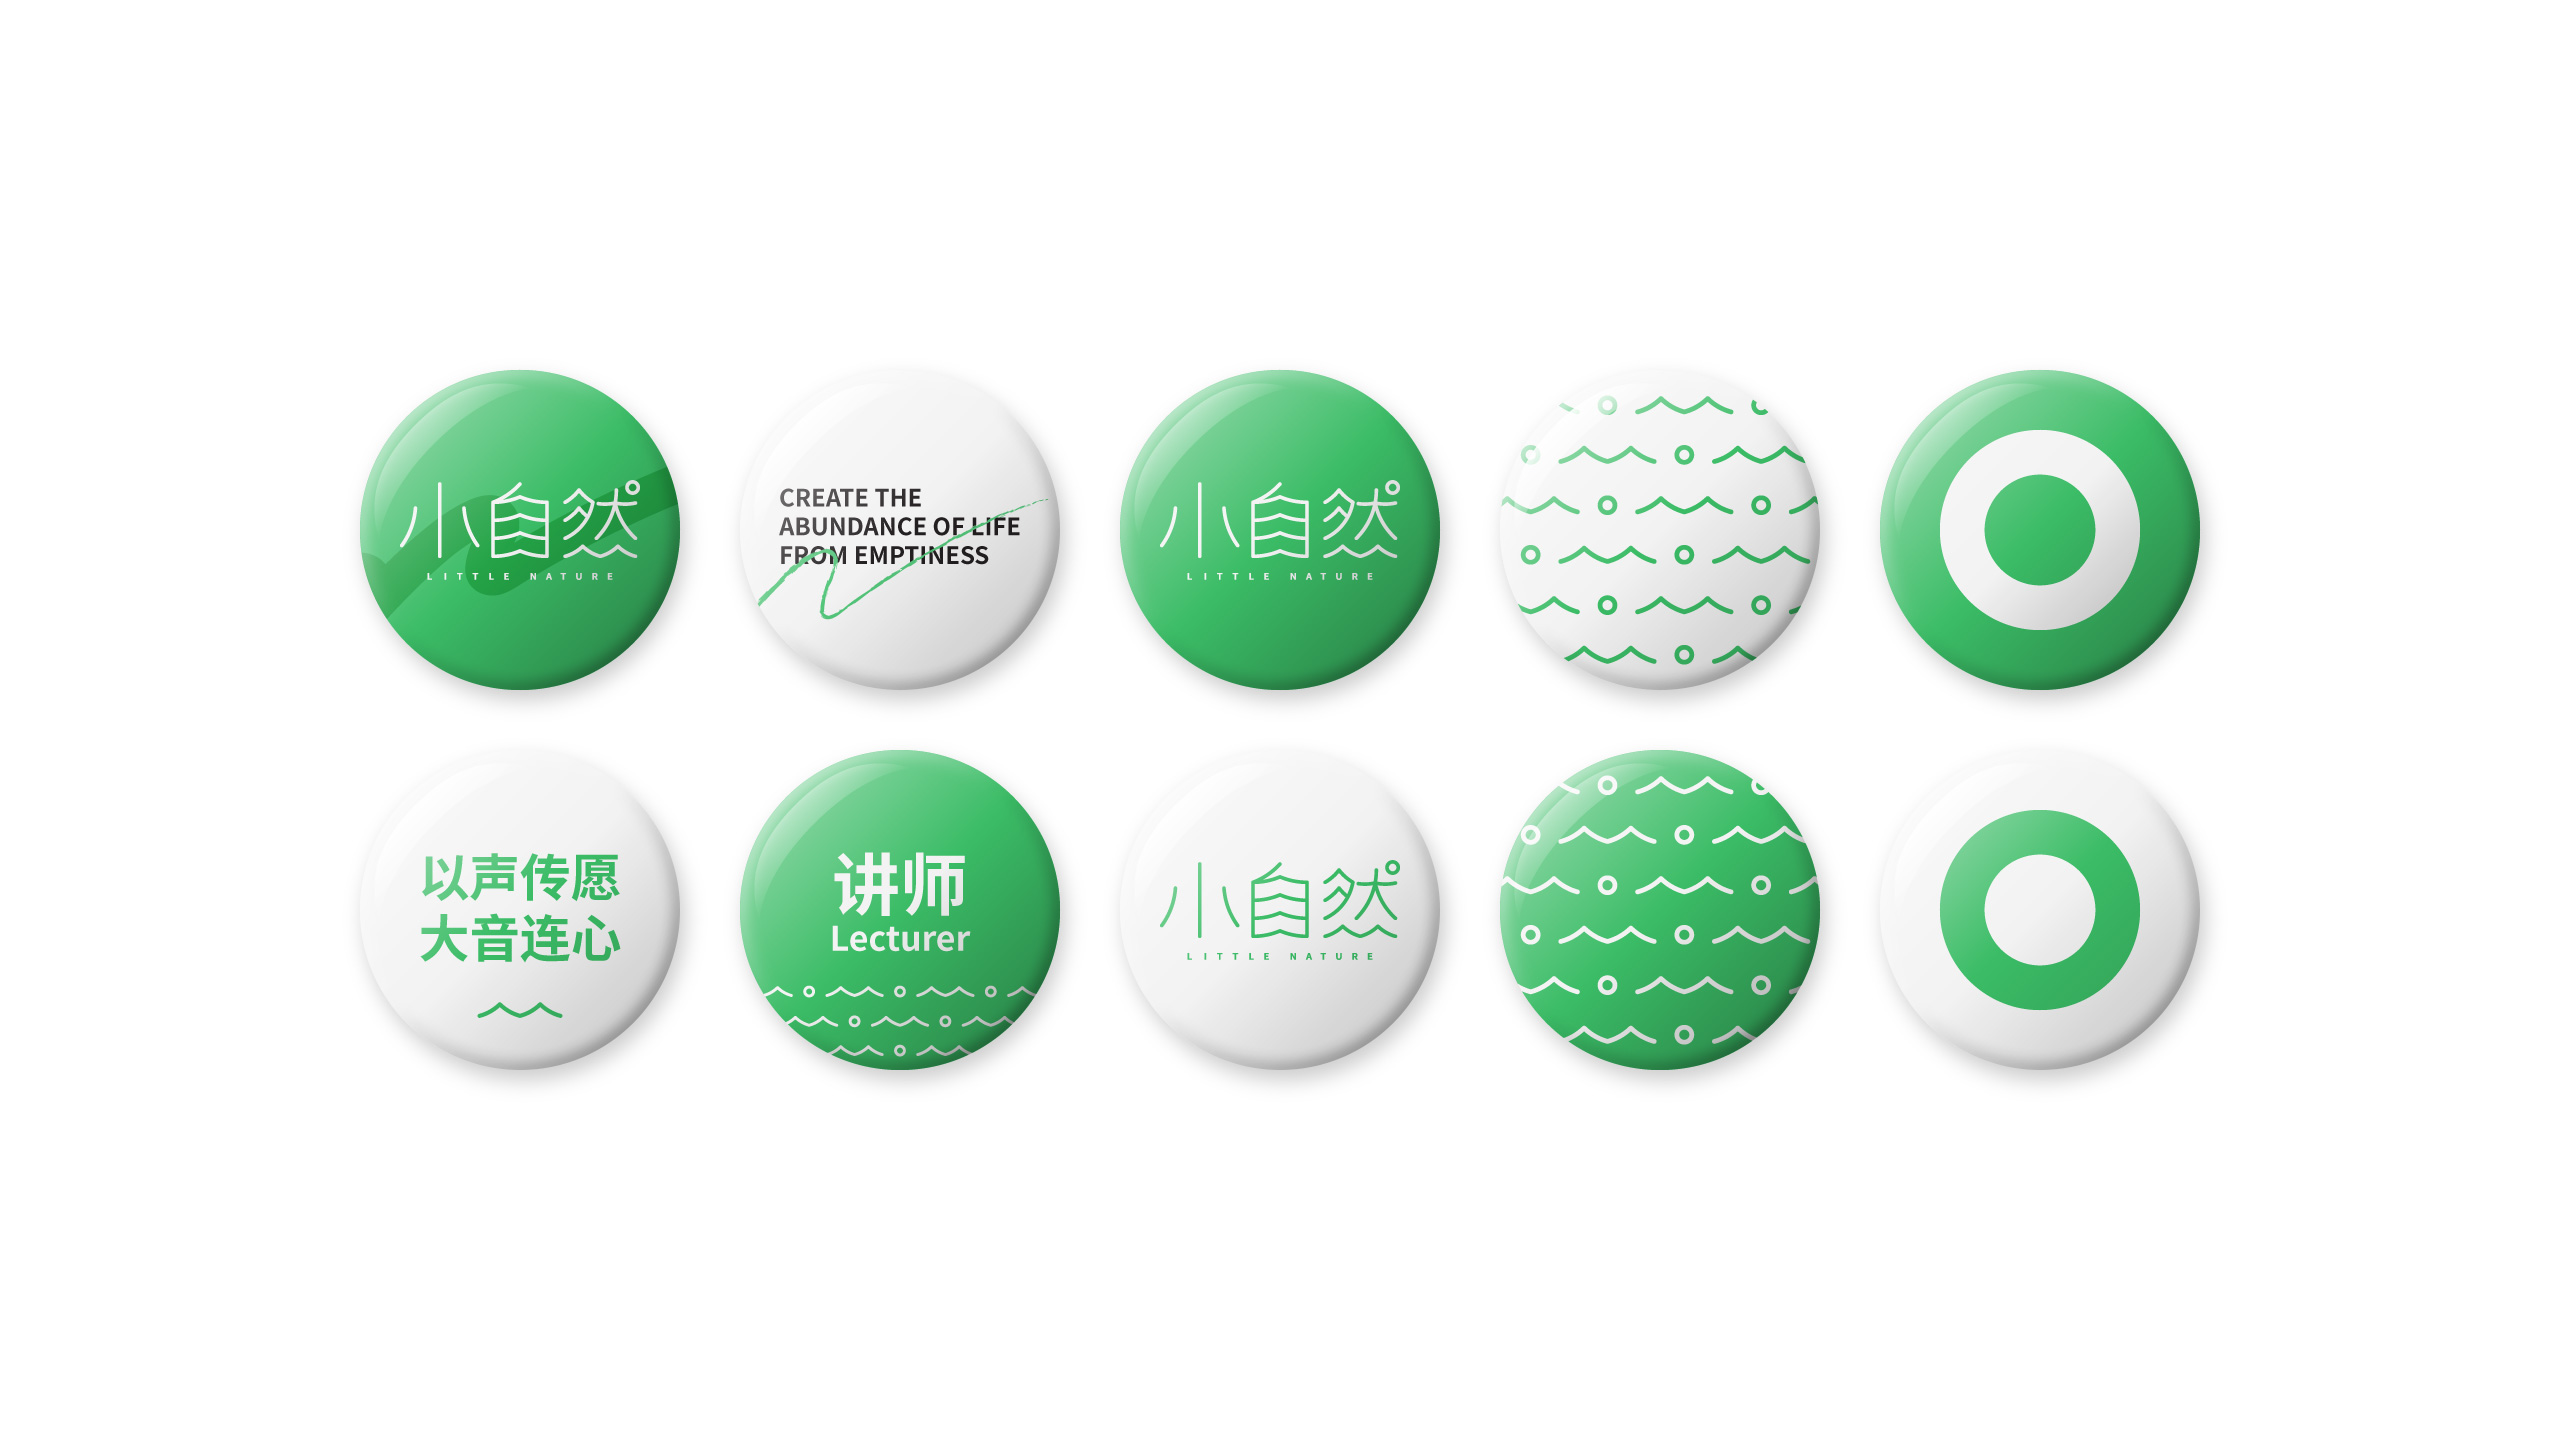 小自然
LITTLE NATURE
CREATE THE
ABUNDANCE OF LIFE
FROM EMPTINESS
小自然
LITTLE NATURE
以声传愿
大音连心
讲师
Lecturer
小自然
LITTLE NATURE